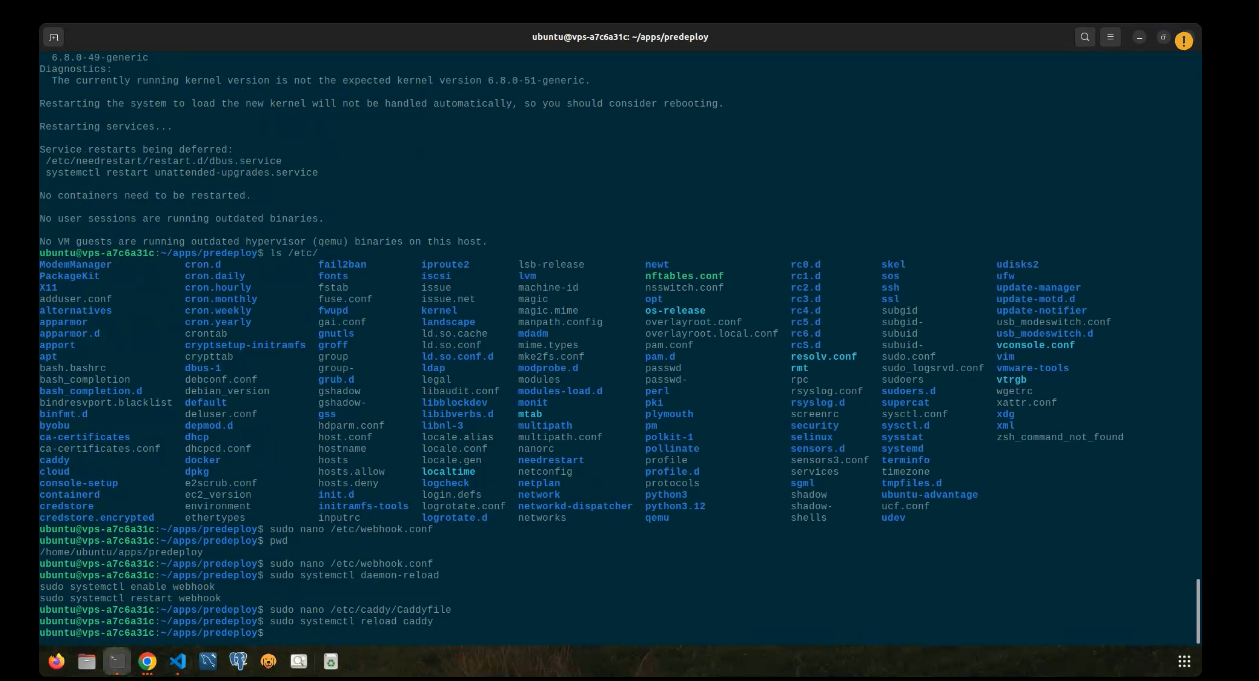 ubuntu@vps-a7c6a31c: ~/apps/predeploy
6.8.0-49-generic
Diagnostics:
The currently running kernel version is not the expected kernel version 6.8.0-51-generic.
Restarting the system to load the new kernel will not be handled automatically, so you should consider rebooting.
Restarting services...
Service restarts being deferred:
/etc/needrestart/restart.d/dbus.service
systemctl restart unattended-upgrades.service
No containers need to be restarted.
No user sessions are running outdated binaries.
No VM guests are running outdated hypervisor (qemu) binaries on this host.
ubuntu@vps-a7c6a31c:~/apps/predeploy$ ls /etc/
ModemManager cron.d fail2ban iproute2 lsb-release newt rc0.d skel udisks2
PackageKit cron.daily fonts iscsi lvm nftables.conf rc1.d sos ufw
X11 cron.hourly fstab issue machine-id nsswitch.conf rc2.d ssh update-manager
adduser.conf cron.monthly fuse.conf issue.net magic opt rc3.d ssl update-motd.d
alternatives cron.weekly fwupd kernel magic.mime os-release rc4.d subgid update-notifier
apparmor cron.yearly gai.conf landscape manpath.config overlayroot.conf rc5.d subgid- usb_modeswitch.conf
apparmor.d crontab gnutls ld.so.cache mdadm overlayroot.local.conf rc6.d subuid usb_modeswitch.d
apport cryptsetup-initramfs groff ld.so.conf mime.types pam.conf rcS.d subuid- vconsole.conf
apt crypttab group ld.so.conf.d mke2fs.conf pam.d resolv.conf sudo.conf vim
bash.bashrc dbus-1 group- ldap modprobe.d passwd rmt sudo_logsrvd.conf vmware-tools
bash_completion debconf.conf grub.d legal modules passwd- rpc sudoers vtrgb
bash_completion.d debian_version gshadow libaudit.conf modules-load.d perl rsyslog.conf sudoers.d wgetrc
bindresvport.blacklist default gshadow- libblockdev monit pki rsyslog.d supercat xattr.conf
binfmt.d deluser.conf gss libibverbs.d mtab plymouth screenrc sysctl.conf xdg
byobu depmod.d hdparm.conf libnl-3 multipath pm security sysctl.d xml
ca-certificates dhcp host.conf locale.alias multipath.conf polkit-1 selinux sysstat zsh_command_not_found
ca-certificates.conf dhcpcd.conf hostname locale.conf nanorc pollinate sensors.d systemd
caddy docker hosts locale.gen needrestart profile sensors3.conf terminfo
cloud dpkg hosts.allow localtime netconfig profile.d services timezone
console-setup e2scrub.conf hosts.deny logcheck netplan protocols sgml tmpfiles.d
containerd ec2_version init.d login.defs network python3 shadow ubuntu-advantage
credstore environment initramfs-tools logrotate.conf networkd-dispatcher python3.12 shadow- ucf.conf
credstore.encrypted ethertypes inputrc logrotate.d networks qemu shells udev
ubuntu@vps-a7c6a31c:~/apps/predeploy$ sudo nano /etc/webhook.conf
ubuntu@vps-a7c6a31c:~/apps/predeploy$ pwd
/home/ubuntu/apps/predeploy
ubuntu@vps-a7c6a31c:~/apps/predeploy$ sudo nano /etc/webhook.conf
ubuntu@vps-a7c6a31c:~/apps/predeploy$ sudo systemctl daemon-reload
sudo systemctl enable webhook
sudo systemctl restart webhook
ubuntu@vps-a7c6a31c:~/apps/predeploy$ sudo nano /etc/caddy/Caddyfile
ubuntu@vps-a7c6a31c:~/apps/predeploy$ sudo systemctl reload caddy
ubuntu@vps-a7c6a31c:~/apps/predeploy$